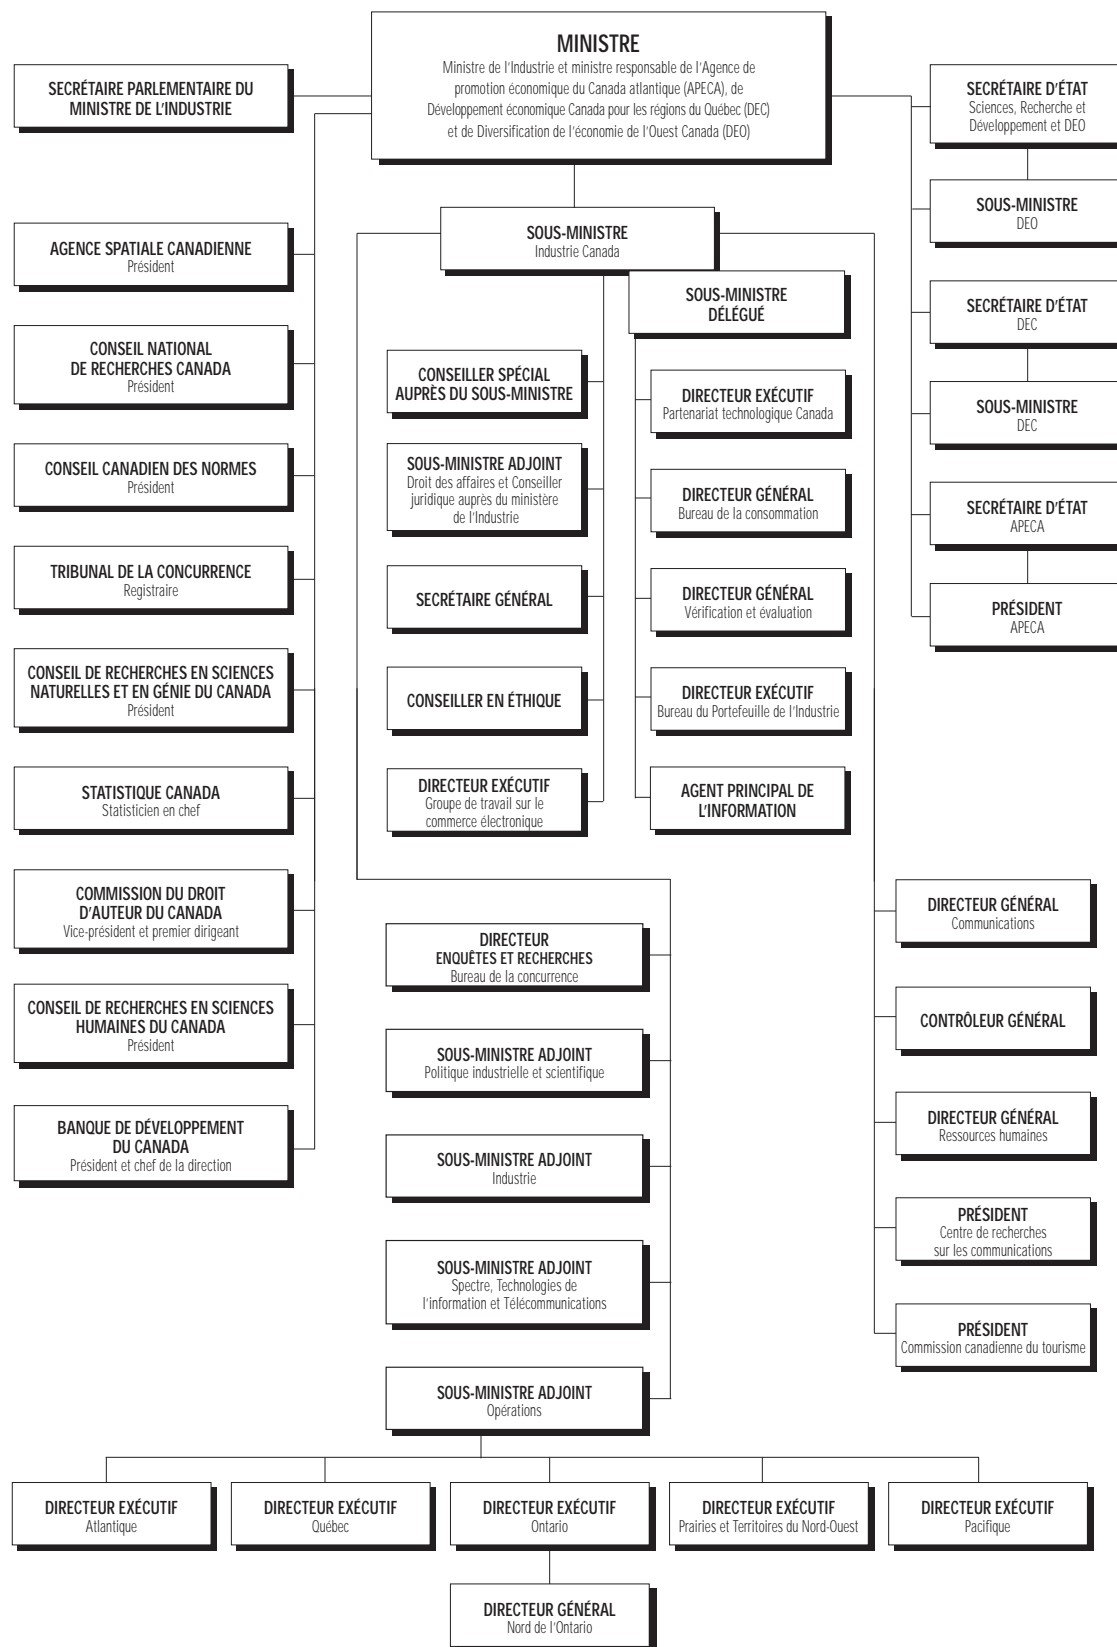 MINISTRE
Ministre de l'Industrie et ministre responsable de l'Agence de
promotion économique du Canada atlantique (APECA), de
Développement économique Canada pour les régions du Québec (DEC)
et de Diversification de l'économie de l'Ouest Canada (DEO)
SECRÉTAIRE PARLEMENTAIRE DU
MINISTRE DE L'INDUSTRIE
AGENCE SPATIALE CANADIENNE
Président
CONSEIL NATIONAL
DE RECHERCHES CANADA
Président
CONSEIL CANADIEN DES NORMES
Président
TRIBUNAL DE LA CONCURRENCE
Registraire
CONSEIL DE RECHERCHES EN SCIENCES
NATURELLES ET EN GÉNIE DU CANADA
Président
STATISTIQUE CANADA
Statisticien en chef
COMMISSION DU DROIT
D'AUTEUR DU CANADA
Vice-président et premier dirigeant
CONSEIL DE RECHERCHES EN SCIENCES
HUMAINES DU CANADA
Président
BANQUE DE DÉVELOPPEMENT
DU CANADA
Président et chef de la direction
SOUS-MINISTRE
Industrie Canada
SOUS-MINISTRE
DÉLÉGUÉ
CONSEILLER SPÉCIAL
AUPRÈS DU SOUS-MINISTRE
SOUS-MINISTRE ADJOINT
Droit des affaires et Conseiller
juridique auprès du ministère
de l'Industrie
SECRÉTAIRE GÉNÉRAL
CONSEILLER EN ÉTHIQUE
DIRECTEUR EXÉCUTIF
Groupe de travail sur le
commerce électronique
DIRECTEUR EXÉCUTIF
Partenariat technologique Canada
DIRECTEUR GÉNÉRAL
Bureau de la consommation
DIRECTEUR GÉNÉRAL
Vérification et évaluation
DIRECTEUR EXÉCUTIF
Bureau du Portefeuille de l'Industrie
AGENT PRINCIPAL DE
L'INFORMATION
SECRÉTAIRE D'ÉTAT
Sciences, Recherche et
Développement et DEO
SOUS-MINISTRE
DEO
SECRÉTAIRE D'ÉTAT
DEC
SOUS-MINISTRE
DEC
SECRÉTAIRE D'ÉTAT
APECA
PRÉSIDENT
APECA
DIRECTEUR
ENQUÊTES ET RECHERCHES
Bureau de la concurrence
SOUS-MINISTRE ADJOINT
Politique industrielle et scientifique
SOUS-MINISTRE ADJOINT
Industrie
SOUS-MINISTRE ADJOINT
Spectre, Technologies de
l'information et Télécommunications
SOUS-MINISTRE ADJOINT
Opérations
DIRECTEUR GÉNÉRAL
Communications
CONTRÔLEUR GÉNÉRAL
DIRECTEUR GÉNÉRAL
Ressources humaines
PRÉSIDENT
Centre de recherches
sur les communications
PRÉSIDENT
Commission canadienne du tourisme
DIRECTEUR EXÉCUTIF
Atlantique
DIRECTEUR EXÉCUTIF
Québec
DIRECTEUR EXÉCUTIF
Ontario
DIRECTEUR EXÉCUTIF
Prairies et Territoires du Nord-Ouest
DIRECTEUR EXÉCUTIF
Pacifique
DIRECTEUR GÉNÉRAL
Nord de l'Ontario